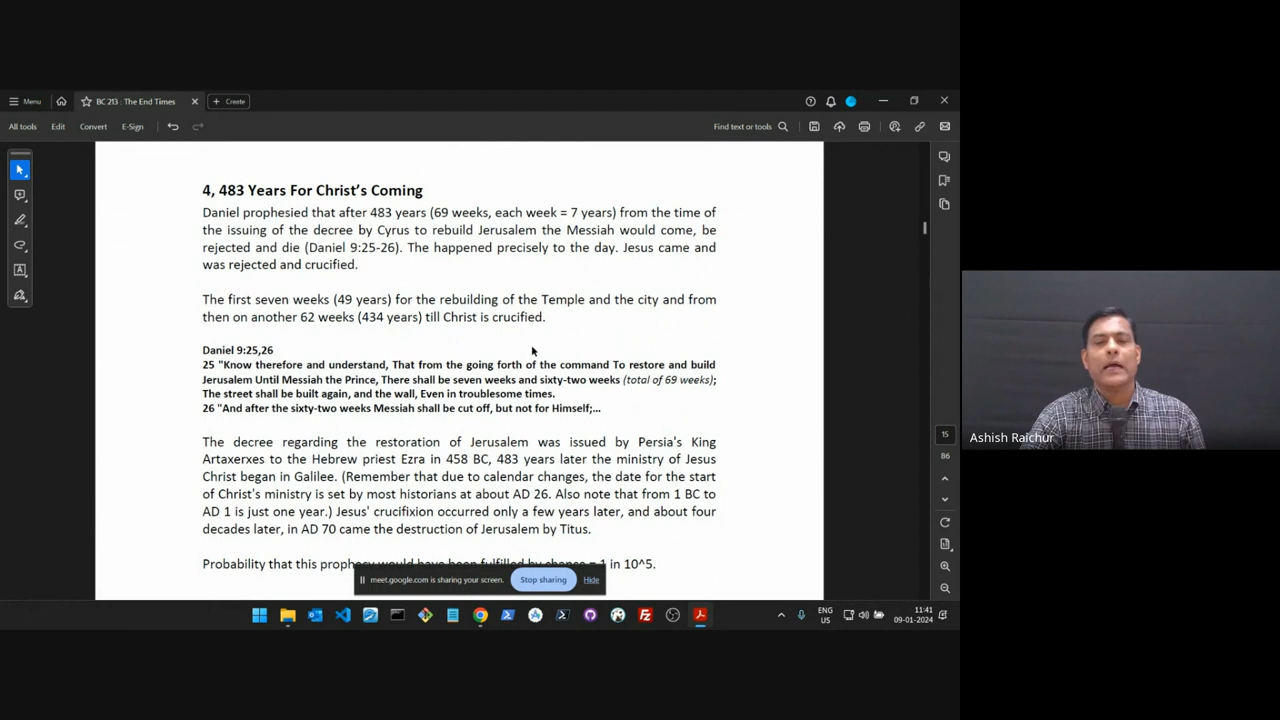 Menu
BC 213 : The End Times
Create
All tools
Edit
Convert
E-Sign
Find text or tools
4, 483 Years For Christ's Coming
Daniel prophesied that after 483 years (69 weeks, each week = 7 years) from the time of
the issuing of the decree by Cyrus to rebuild Jerusalem the Messiah would come, be
rejected and die (Daniel 9:25-26). The happened precisely to the day. Jesus came and
was rejected and crucified.
The first seven weeks (49 years) for the rebuilding of the Temple and the city and from
then on another 62 weeks (434 years) till Christ is crucified.
Daniel 9:25,26
25 "Know therefore and understand, That from the going forth of the command To restore and build
Jerusalem Until Messiah the Prince, There shall be seven weeks and sixty-two weeks (total of 69 weeks);
The street shall be built again, and the wall, Even in troublesome times.
26 "And after the sixty-two weeks Messiah shall be cut off, but not for Himself;...
The decree regarding the restoration of Jerusalem was issued by Persia's King
Artaxerxes to the Hebrew priest Ezra in 458 BC, 483 years later the ministry of Jesus
Christ began in Galilee. (Remember that due to calendar changes, the date for the start
of Christ's ministry is set by most historians at about AD 26. Also note that from 1 BC to
AD 1 is just one year.) Jesus' crucifixion occurred only a few years later, and about four
decades later, in AD 70 came the destruction of Jerusalem by Titus.
Probability that this prophecy would have been fulfilled by chance = 1 in 10^5.
15
86
meet.google.com is sharing your screen.
Stop sharing
Hide
Ashish Raichur
ENG
US
11:41
09-01-2024